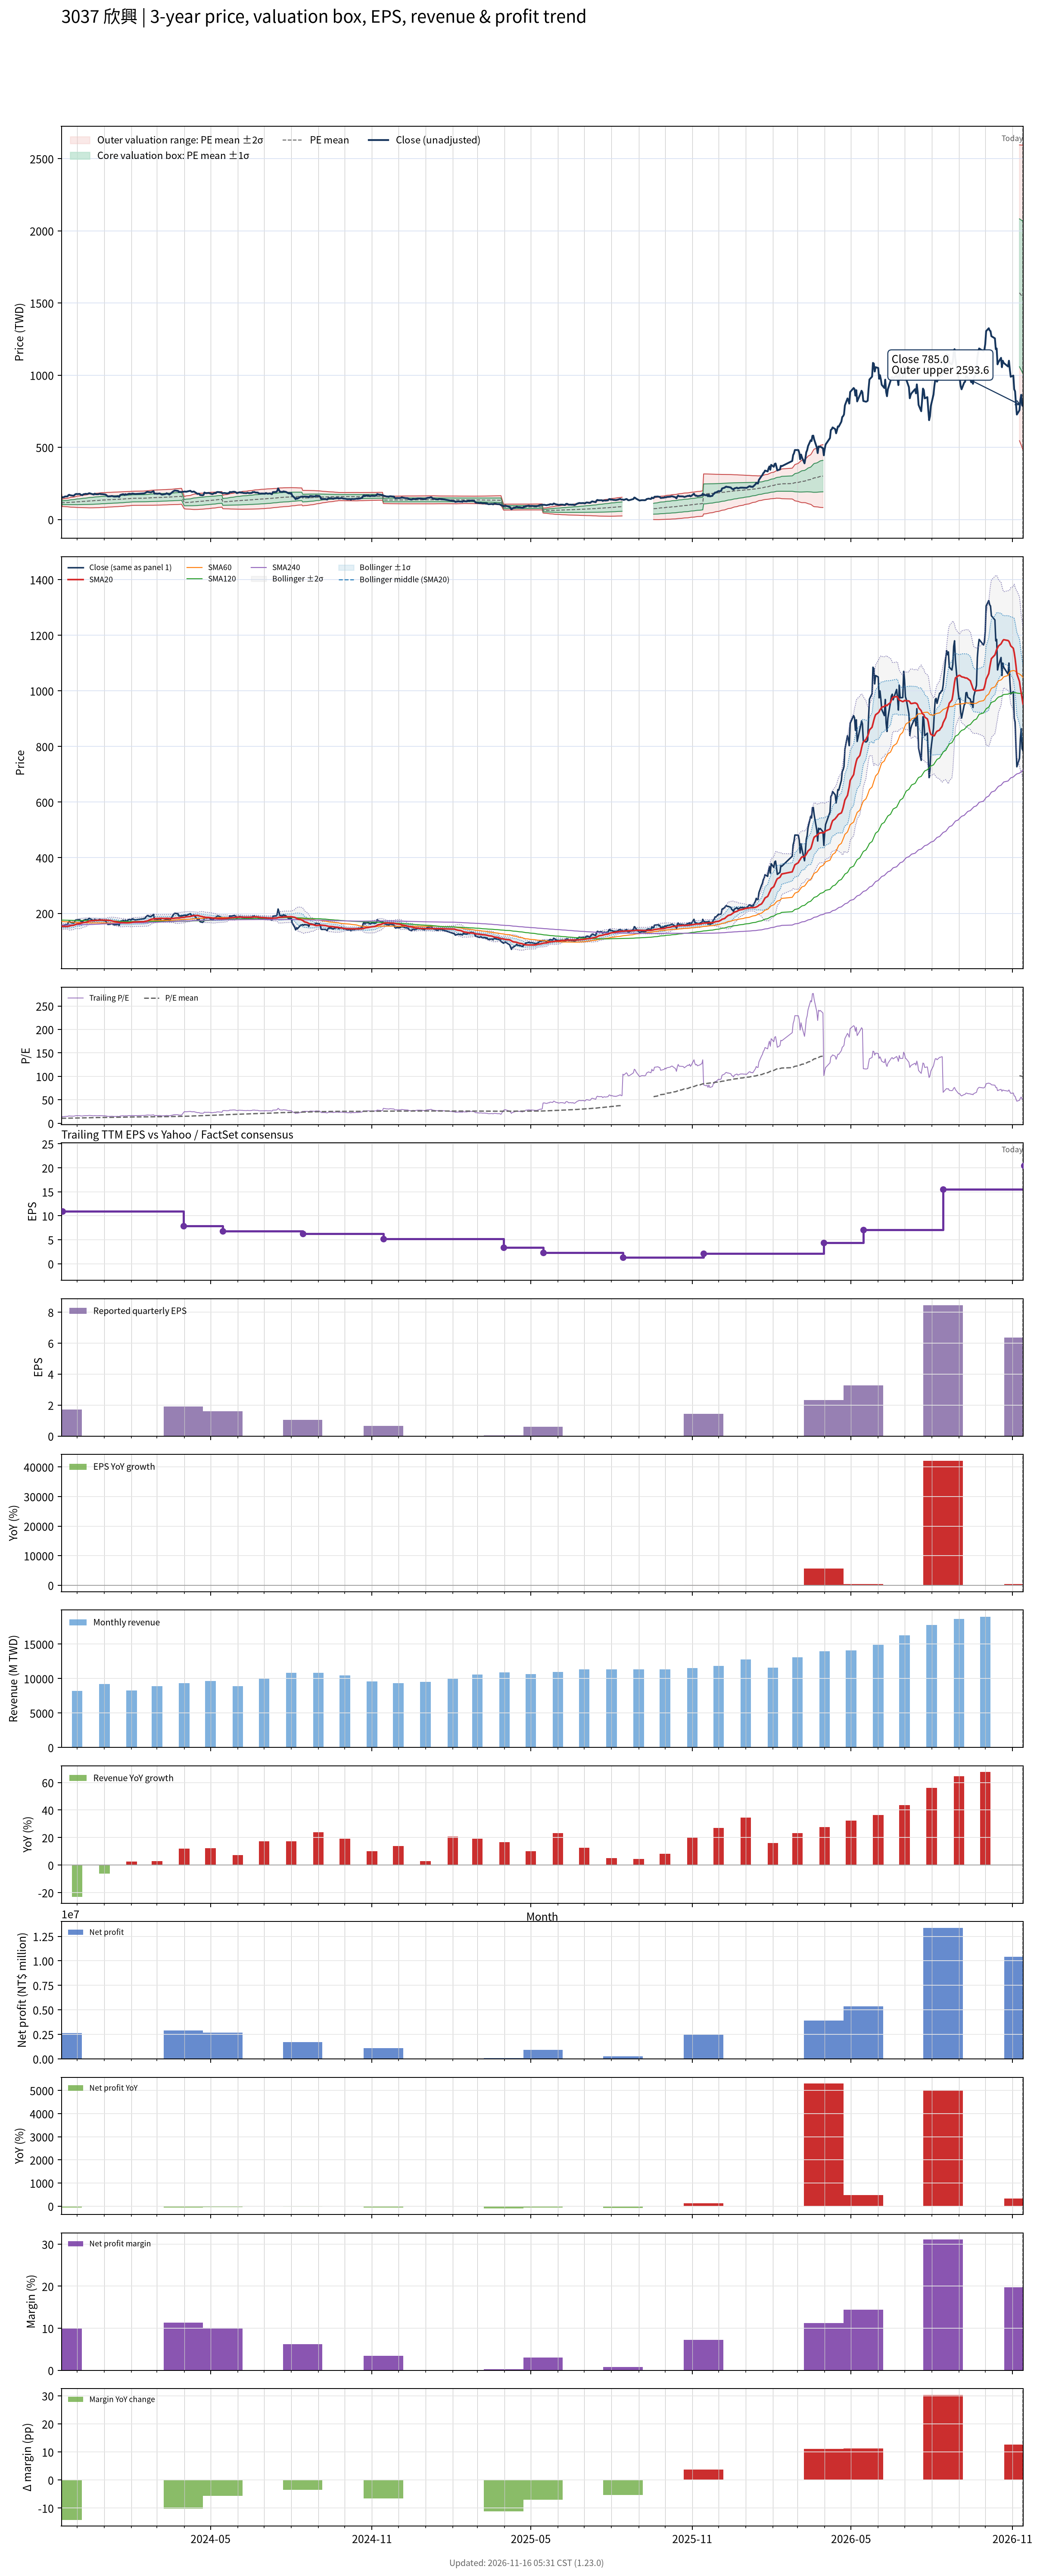 3037 欣興 | 3-year price, valuation box, EPS, revenue & profit trend
Outer valuation range: PE mean ±2σ
PE mean
Close (unadjusted)
Core valuation box: PE mean ±1σ
Today
Close 785.0
Outer upper 2593.6
Price (TWD)
2500
2000
1500
1000
500
0
Close (same as panel 1)
SMA20
SMA60
SMA120
SMA240
Bollinger ±2σ
Bollinger ±1σ
Bollinger middle (SMA20)
Price
1400
1200
1000
800
600
400
200
Trailing P/E
P/E mean
P/E
250
200
150
100
50
0
Trailing TTM EPS vs Yahoo / FactSet consensus
Today
EPS
25
20
15
10
5
0
Reported quarterly EPS
EPS
8
6
4
2
0
EPS YoY growth
YoY (%)
40000
30000
20000
10000
0
Monthly revenue
Revenue (M TWD)
15000
10000
5000
0
Revenue YoY growth
YoY (%)
60
40
20
0
-20
Month
1e7
Net profit
Net profit (NT$ million)
1.25
1.00
0.75
0.50
0.25
0.00
Net profit YoY
YoY (%)
5000
4000
3000
2000
1000
0
Net profit margin
Margin (%)
30
20
10
0
Margin YoY change
Δ margin (pp)
30
20
10
0
-10
2024-05
2024-11
2025-05
2025-11
2026-05
2026-11
Updated: 2026-11-16 05:31 CST (1.23.0)